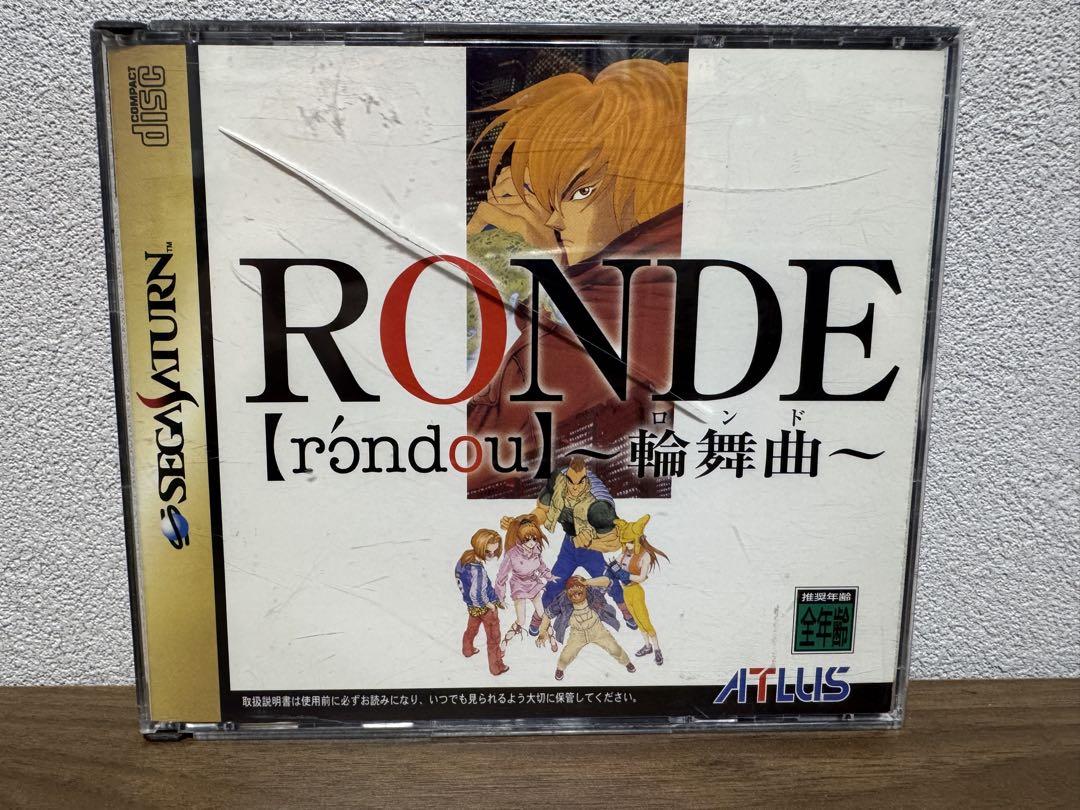 COMPACT
disc
SEGA SATURN™
RONDE
【rɔ́ndou】～輪舞曲～
ロンド
推奨年齢
全年齢
ATLUS
取扱説明書は使用前に必ずお読みになり、いつでも見られるよう大切に保管してください。